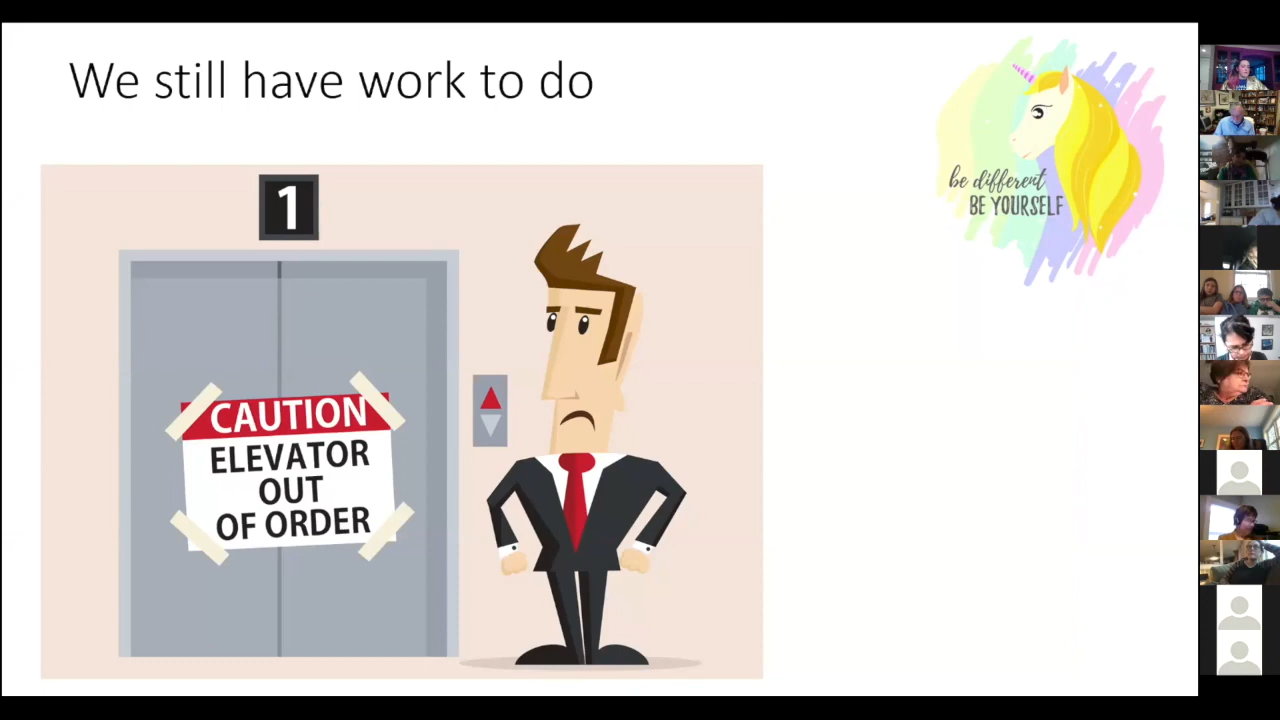 We still have work to do
be different
BE YOURSELF
1
CAUTION
ELEVATOR
OUT
OF ORDER